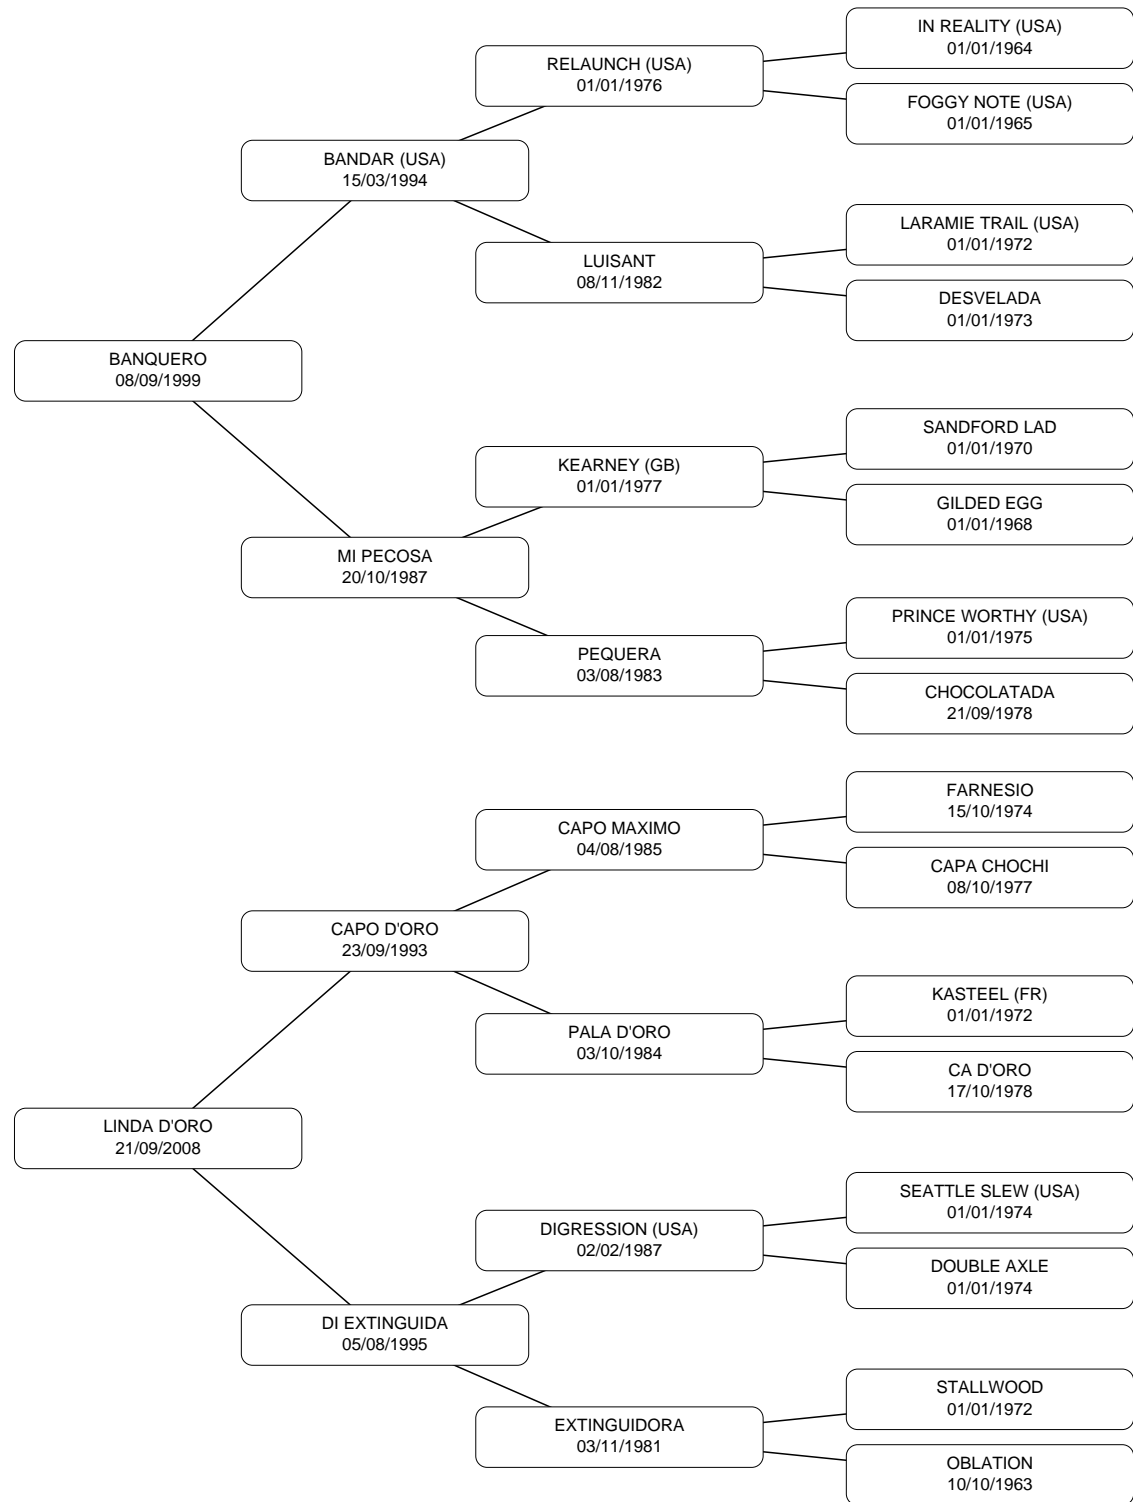 IN REALITY (USA)
01/01/1964
RELAUNCH (USA)
01/01/1976
FOGGY NOTE (USA)
01/01/1965
BANDAR (USA)
15/03/1994
LARAMIE TRAIL (USA)
01/01/1972
LUISANT
08/11/1982
DESVELADA
01/01/1973
BANQUERO
08/09/1999
SANDFORD LAD
01/01/1970
KEARNEY (GB)
01/01/1977
GILDED EGG
01/01/1968
MI PECOSA
20/10/1987
PRINCE WORTHY (USA)
01/01/1975
PEQUERA
03/08/1983
CHOCOLATADA
21/09/1978
FARNESIO
15/10/1974
CAPO MAXIMO
04/08/1985
CAPA CHOCHI
08/10/1977
CAPO D'ORO
23/09/1993
KASTEEL (FR)
01/01/1972
PALA D'ORO
03/10/1984
CA D'ORO
17/10/1978
LINDA D'ORO
21/09/2008
SEATTLE SLEW (USA)
01/01/1974
DIGRESSION (USA)
02/02/1987
DOUBLE AXLE
01/01/1974
DI EXTINGUIDA
05/08/1995
STALLWOOD
01/01/1972
EXTINGUIDORA
03/11/1981
OBLATION
10/10/1963